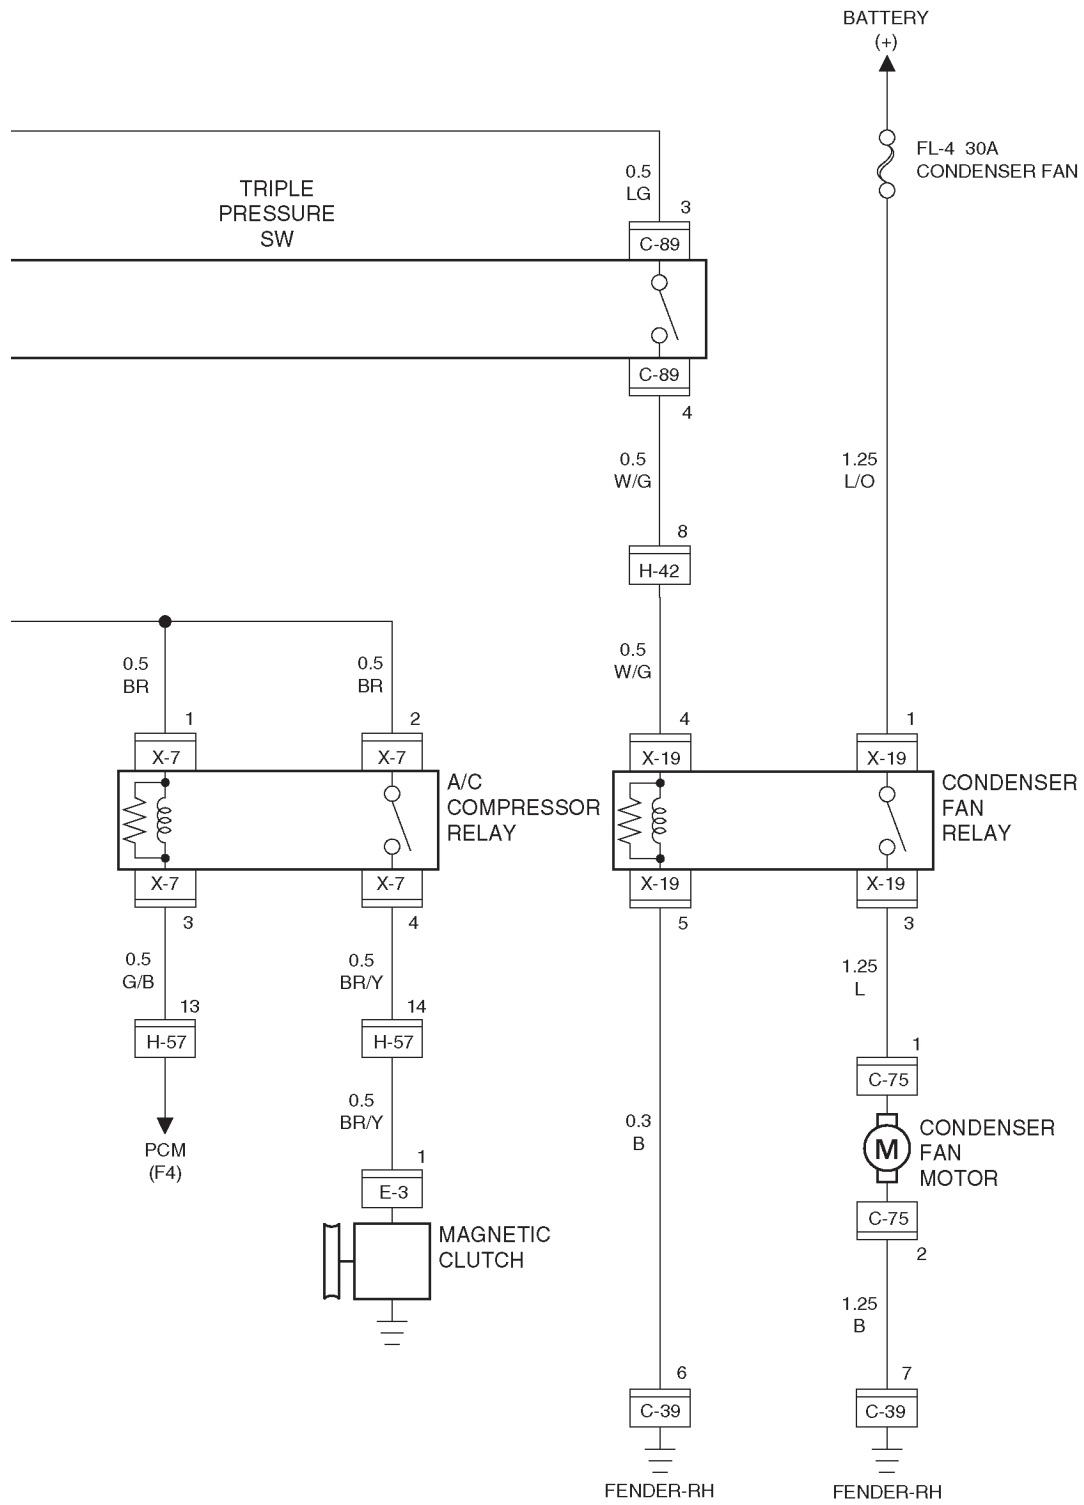 BATTERY
(+)
FL-4 30A
CONDENSER FAN
0.5
LG
3
C-89
TRIPLE
PRESSURE
SW
C-89
4
0.5
W/G
1.25
L/O
8
H-42
0.5
W/G
0.5
BR
0.5
BR
1
2
4
1
X-7
X-7
X-19
X-19
A/C
COMPRESSOR
RELAY
CONDENSER
FAN
RELAY
X-7
X-7
X-19
X-19
3
4
5
3
0.5
G/B
0.5
BR/Y
1.25
L
13
14
H-57
H-57
1
C-75
0.5
BR/Y
0.3
B
M
CONDENSER
FAN
MOTOR
PCM
(F4)
1
E-3
C-75
2
MAGNETIC
CLUTCH
1.25
B
6
7
C-39
C-39
FENDER-RH
FENDER-RH